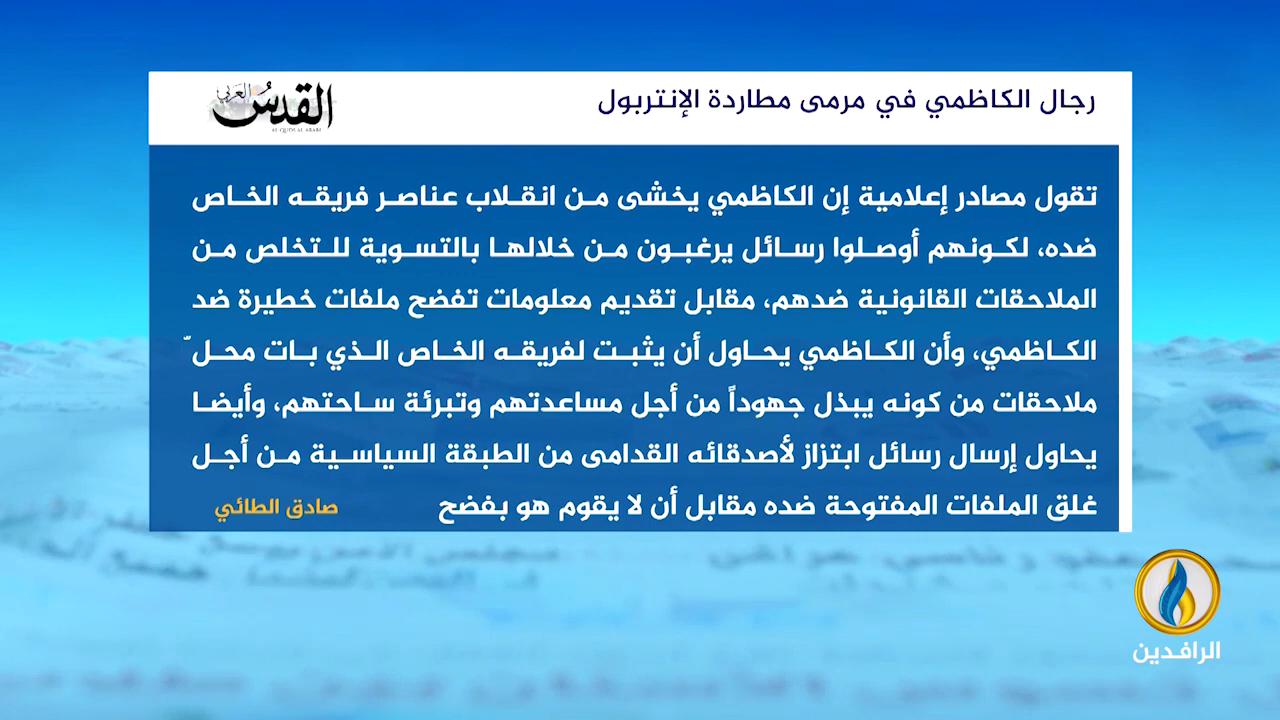 رجال الكاظمي في مرمى مطاردة الإنتربول
القدس العربي
AL-QUDS AL-ARABI
تقول مصادر إعلامية إن الكاظمي يخشى من انقلاب عناصر فريقه الخاص
ضده، لكونهم أوصلوا رسائل يرغبون من خلالها بالتسوية للتخلص من
الملاحقات القانونية ضدهم، مقابل تقديم معلومات تفضح ملفات خطيرة ضد
الكاظمي، وأن الكاظمي يحاول أن يثبت لفريقه الخاص الذي بات محلّ
ملاحقات من كونه يبذل جهوداً من أجل مساعدتهم وتبرئة ساحتهم، وأيضا
يحاول إرسال رسائل ابتزاز لأصدقائه القدامى من الطبقة السياسية من أجل
غلق الملفات المفتوحة ضده مقابل أن لا يقوم هو بفضح
صادق الطائي
الرافدين